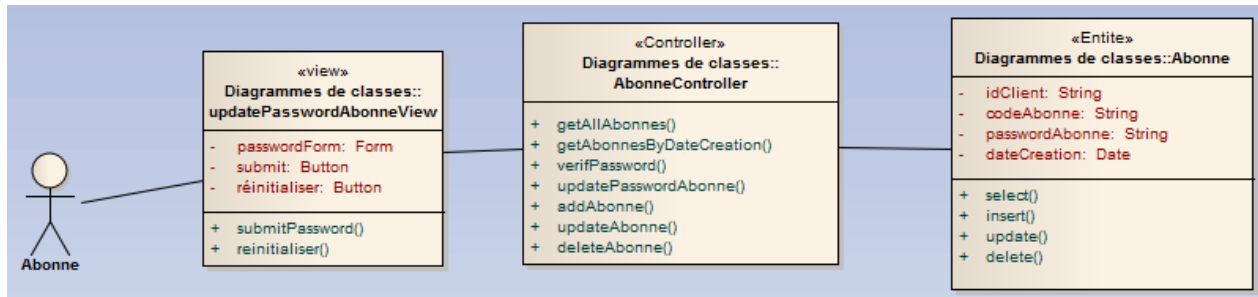 Abonne
«view»
Diagrammes de classes::
updatePasswordAbonneView
- passwordForm: Form
- submit: Button
- réinitialiser: Button
+ submitPassword()
+ reinitialiser()
«Controller»
Diagrammes de classes::
AbonneController
+ getAllAbonnes()
+ getAbonnesByDateCreation()
+ verifPassword()
+ updatePasswordAbonne()
+ addAbonne()
+ updateAbonne()
+ deleteAbonne()
«Entite»
Diagrammes de classes::Abonne
- idClient: String
- codeAbonne: String
- passwordAbonne: String
- dateCreation: Date
+ select()
+ insert()
+ update()
+ delete()